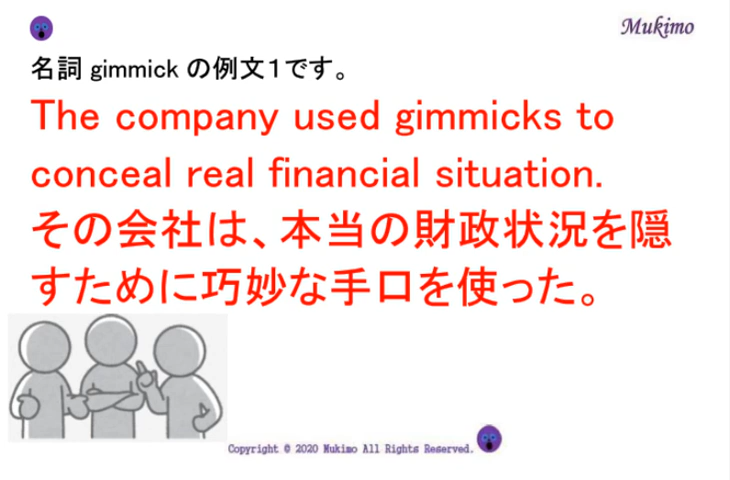 Mukimo
名詞 gimmick の例文1です。
The company used gimmicks to
conceal real financial situation.
その会社は、本当の財政状況を隠
すために巧妙な手口を使った。
Copyright © 2020 Mukimo All Rights Reserved.